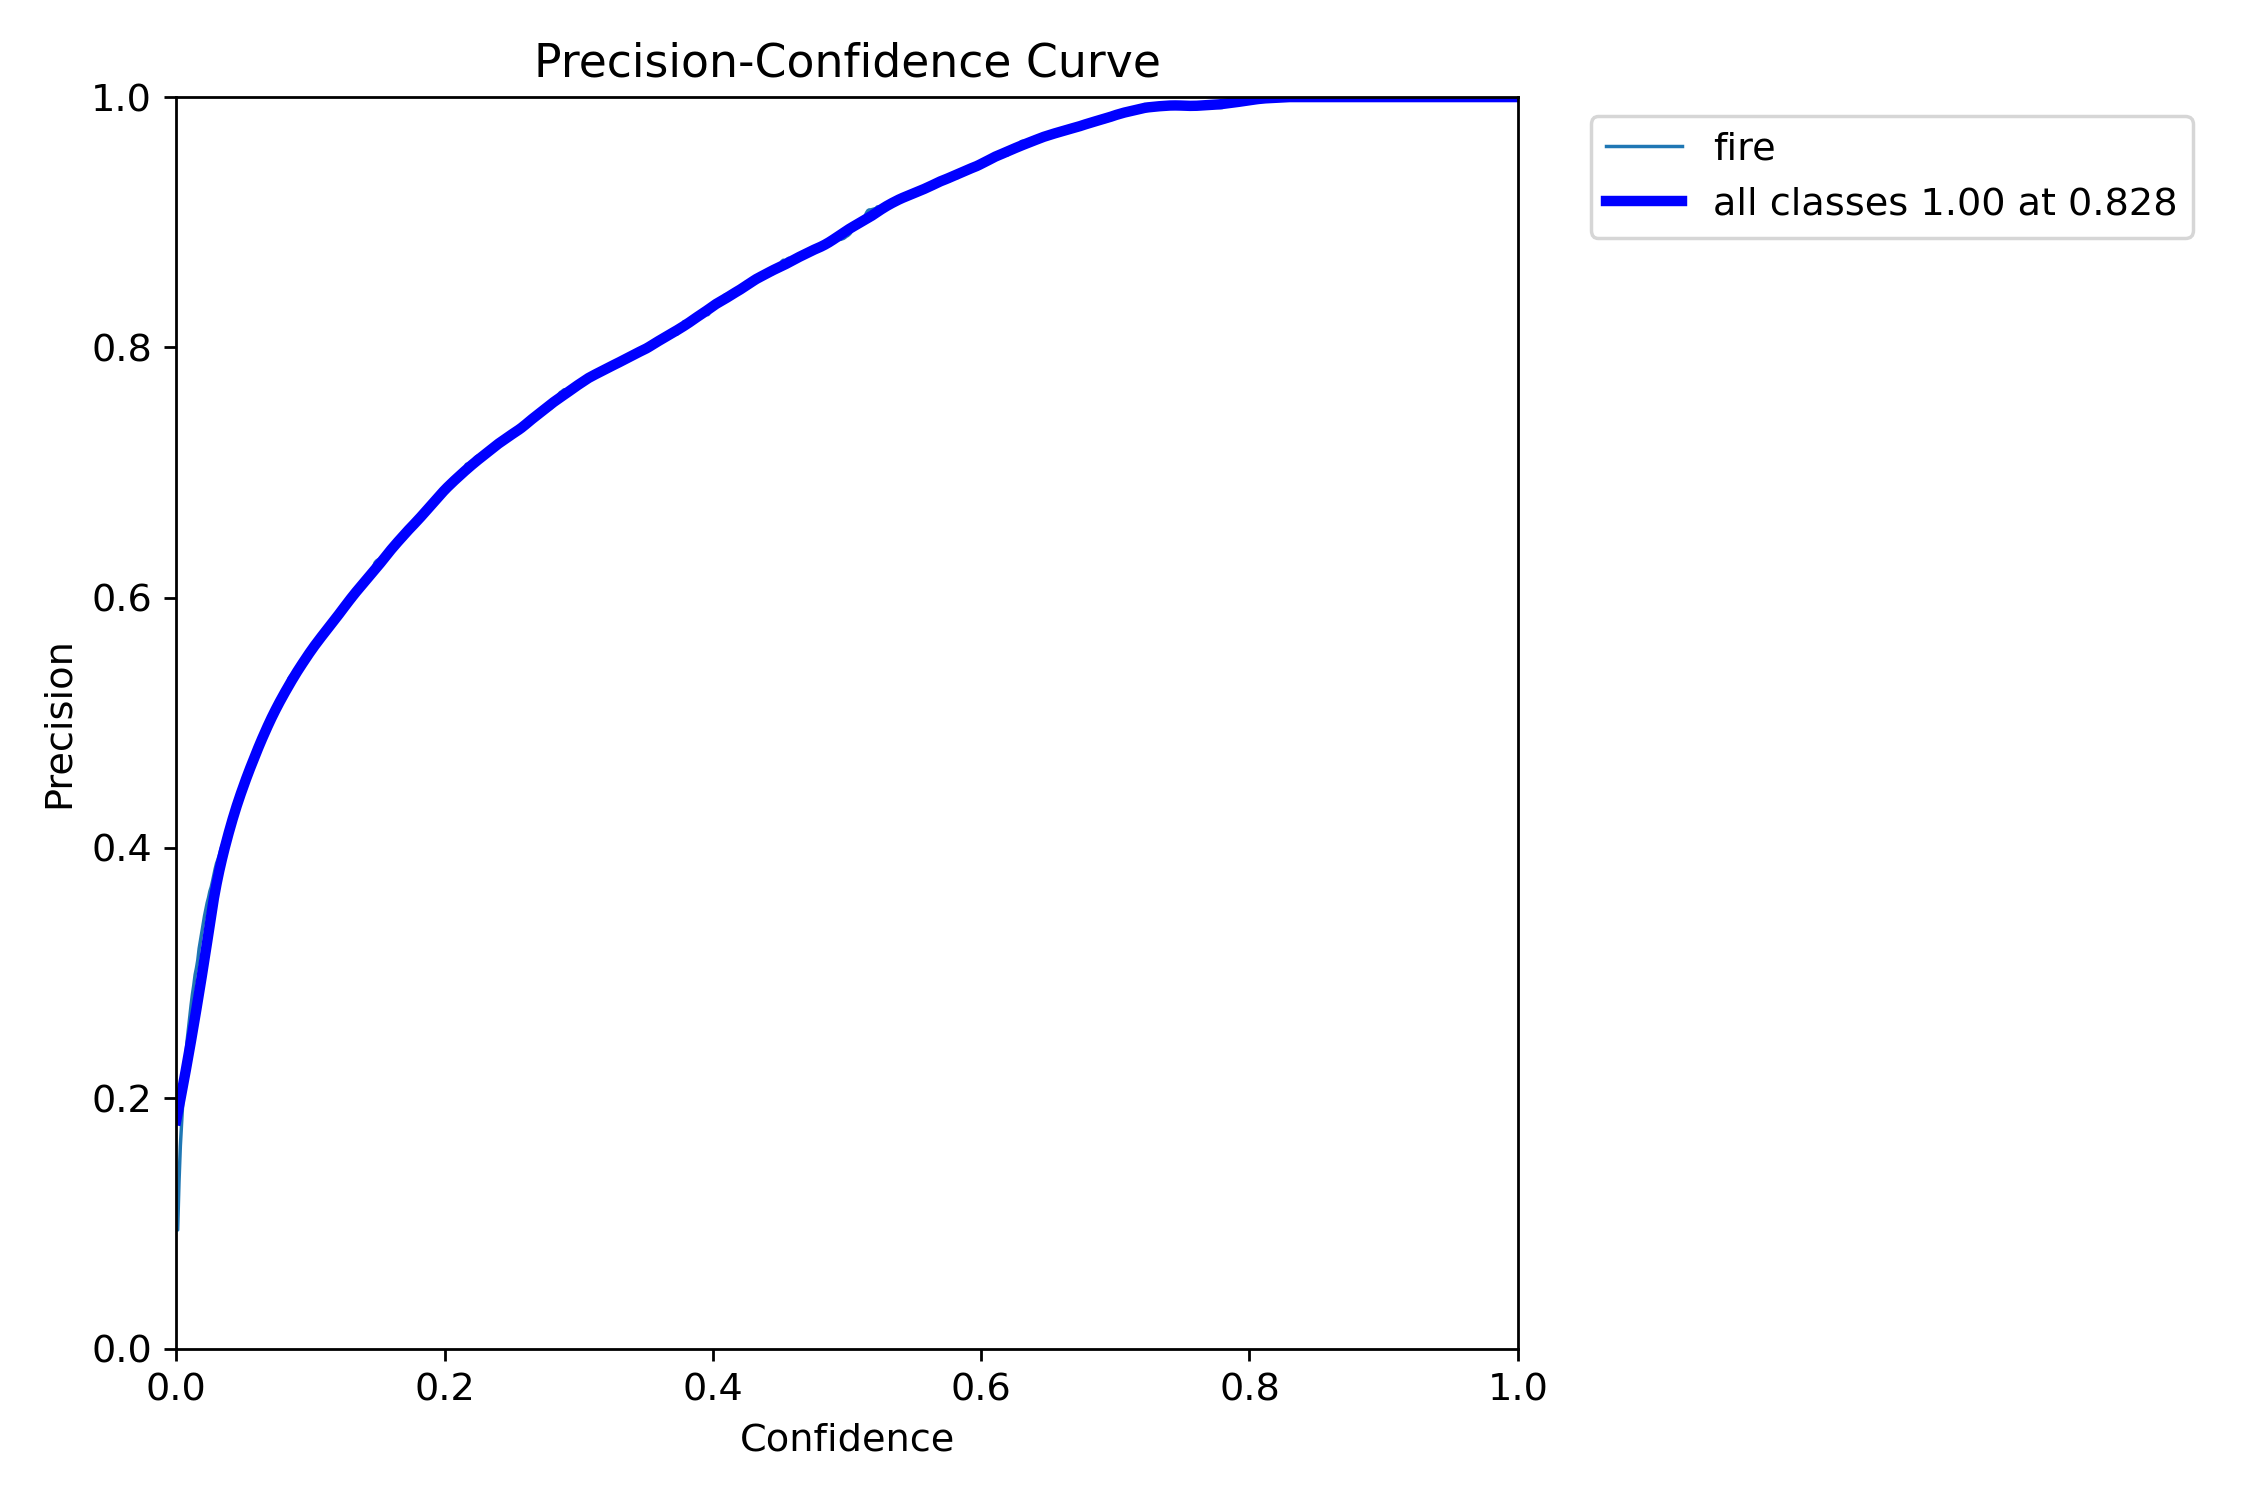 Precision-Confidence Curve
1.0
0.8
0.6
0.4
0.2
0.0
Precision
0.0 0.2 0.4 0.6 0.8 1.0
Confidence
fire
all classes 1.00 at 0.828